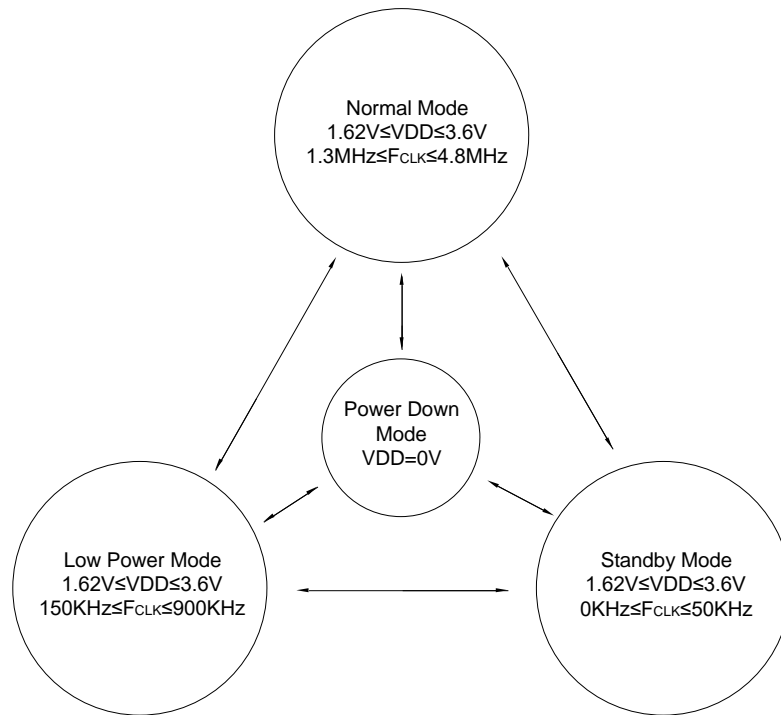 Normal Mode
1.62V≤VDD≤3.6V
1.3MHz≤FCLK≤4.8MHz
Power Down
Mode
VDD=0V
Low Power Mode
1.62V≤VDD≤3.6V
150KHz≤FCLK≤900KHz
Standby Mode
1.62V≤VDD≤3.6V
0KHz≤FCLK≤50KHz